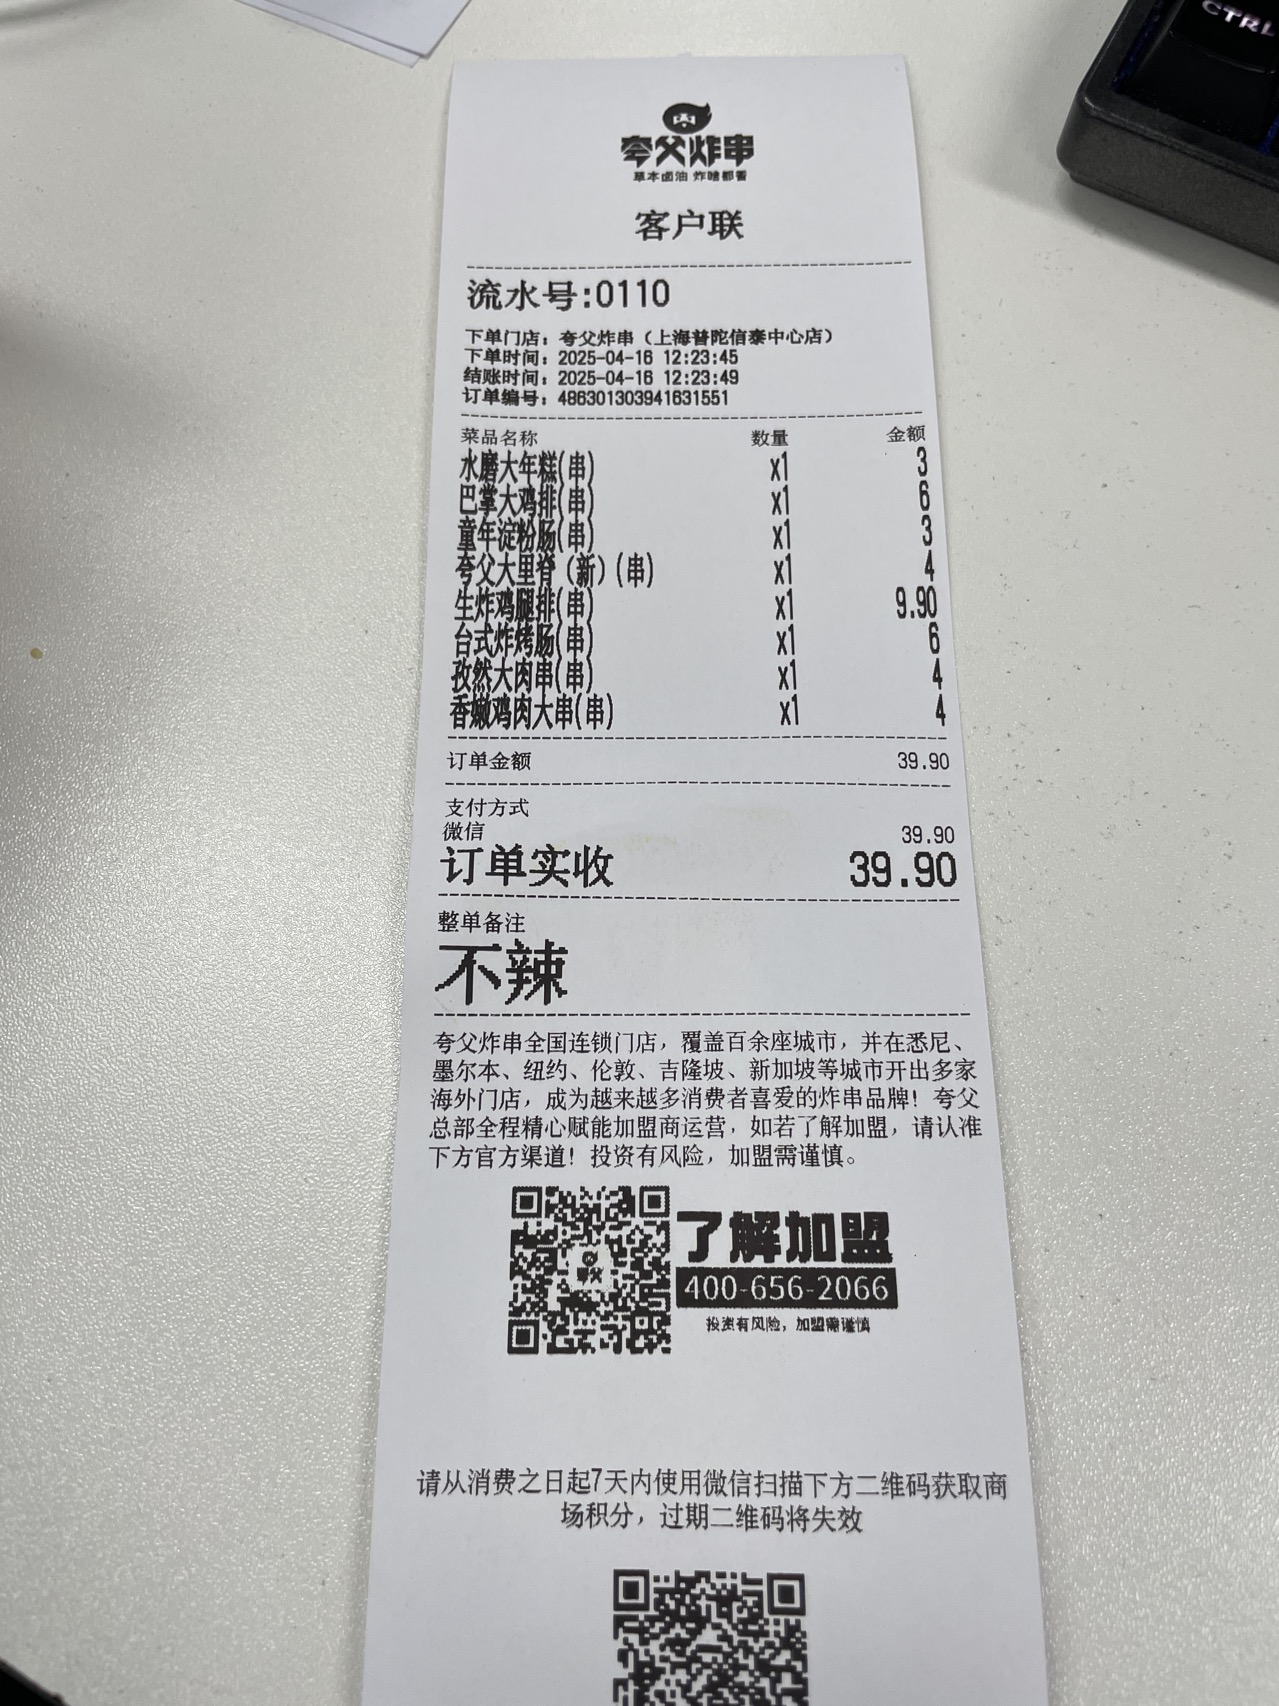 CTRL
夸父炸串
草本卤油 炸啥都香
客户联
流水号:0110
下单门店: 夸父炸串（上海普陀信泰中心店）
下单时间: 2025-04-16 12:23:45
结账时间: 2025-04-16 12:23:49
订单编号: 486301303941631551
菜品名称 数量 金额
水磨大年糕(串) x1 3
巴掌大鸡排(串) x1 6
童年淀粉肠(串) x1 3
夸父大里脊（新）(串) x1 4
生炸鸡腿排(串) x1 9.90
台式炸烤肠(串) x1 6
孜然大肉串(串) x1 4
香嫩鸡肉大串(串) x1 4
订单金额 39.90
支付方式
微信 39.90
订单实收 39.90
整单备注
不辣
夸父炸串全国连锁门店，覆盖百余座城市，并在悉尼、
墨尔本、纽约、伦敦、吉隆坡、新加坡等城市开出多家
海外门店，成为越来越多消费者喜爱的炸串品牌！夸父
总部全程精心赋能加盟商运营，如若了解加盟，请认准
下方官方渠道！投资有风险，加盟需谨慎。
夸父
了解加盟
400-656-2066
投资有风险，加盟需谨慎
请从消费之日起7天内使用微信扫描下方二维码获取商
场积分，过期二维码将失效